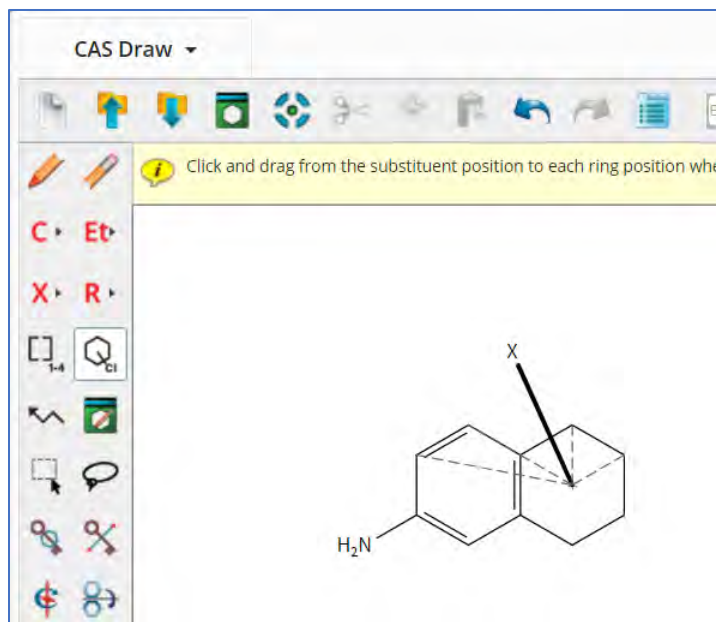 CAS Draw
Click and drag from the substituent position to each ring position whe
C Et
X R
1-4 Cl
X
H₂N